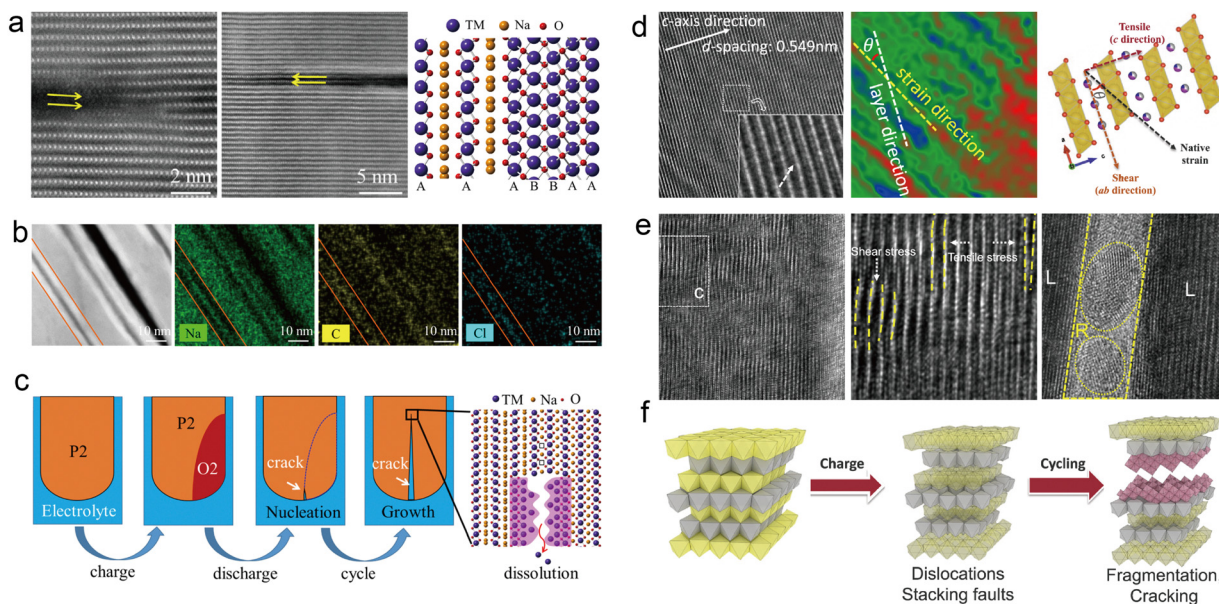 a
TM Na O
2 nm
5 nm
A A B B A A
b
10 nm
Na
10 nm
C
10 nm
Cl
10 nm
c
P2
Electrolyte
P2
O2
crack
Nucleation
crack
Growth
TM Na O
charge
discharge
cycle
dissolution
d
c-axis direction
d-spacing: 0.549nm
θ
strain direction
layer direction
Tensile
(c direction)
θ
Native
strain
a
c
Shear
(ab direction)
e
C
Shear stress
Tensile stress
L
L
R
f
Charge
Cycling
Dislocations
Stacking faults
Fragmentation
Cracking